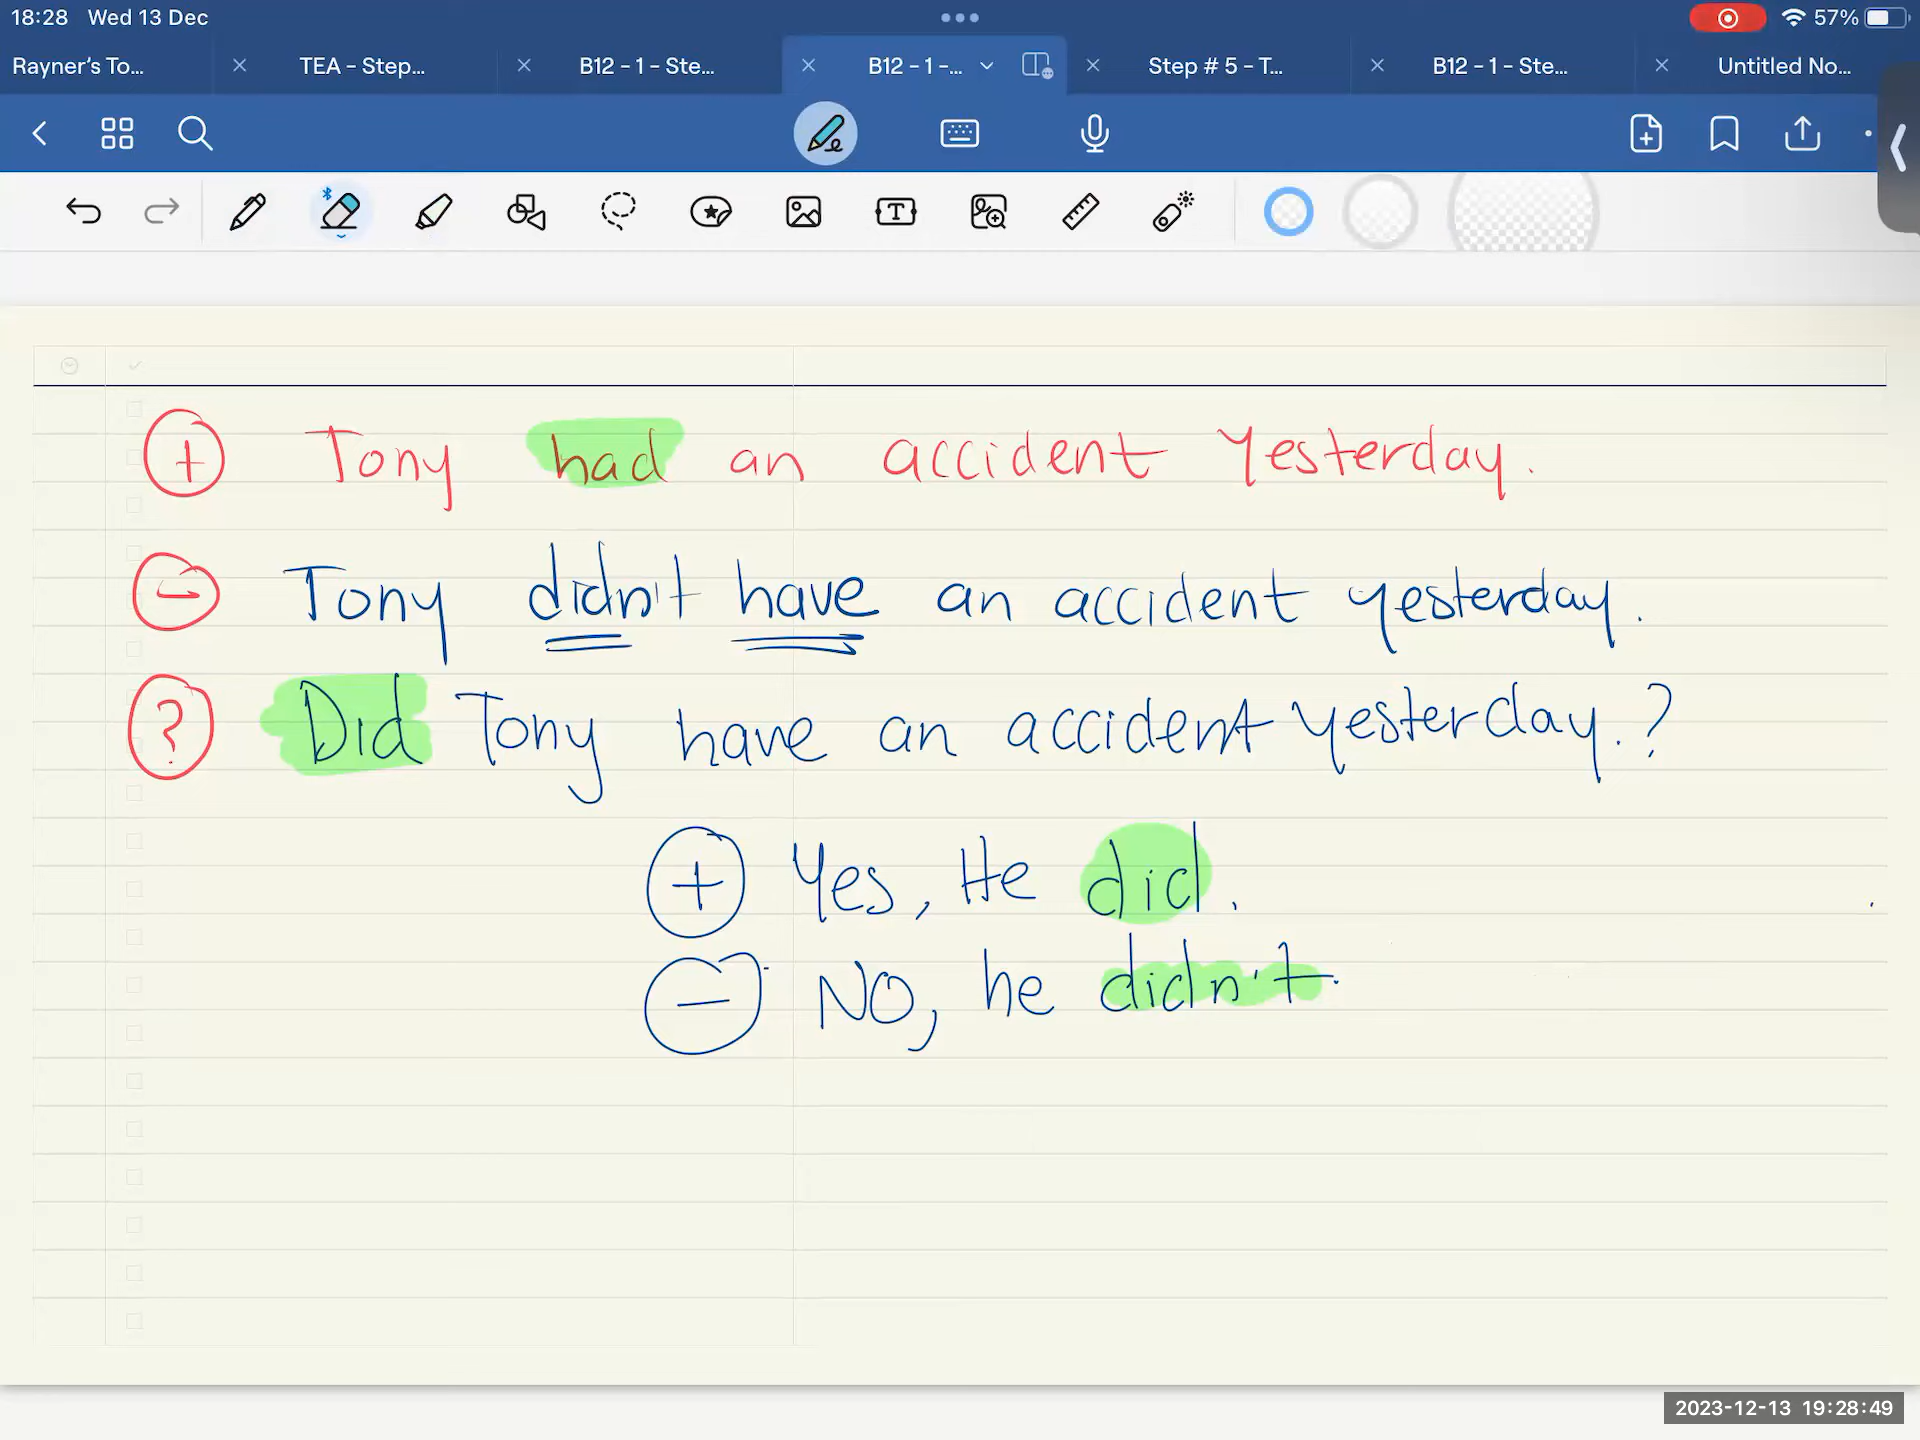 18:28 Wed 13 Dec 57%
Rayner's To... TEA - Step... B12 - 1 - Ste... B12 - 1 -... Step # 5 - T... B12 - 1 - Ste... Untitled No...
+ Tony had an accident Yesterday.
- Tony didn't have an accident yesterday.
? Did Tony have an accident yesterday.?
+ Yes, He did.
- NO, he didn't.
2023-12-13 19:28:49